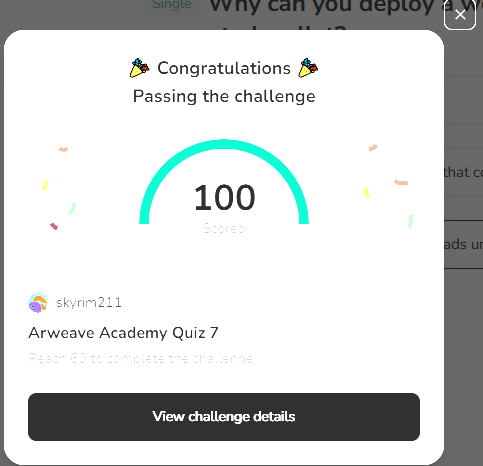 Single
Why can you deploy a w
Congratulations
Passing the challenge
100
Scored
that co
ads un
skyrim211
Arweave Academy Quiz 7
Reach 60 to complete the challenge
View challenge details